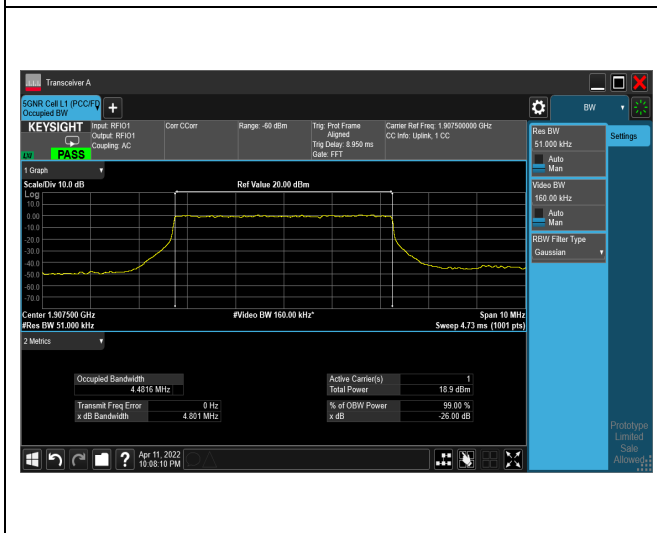 Transceiver A
5GNR Cell L1 (PCC/FD
Occupied BW
BW
KEYSIGHT
Input: RFIO1
Output: RFIO1
Coupling: AC
Corr CCorr
Range: -60 dBm
Trig: Prot Frame
Aligned
Trig Delay: 8.950 ms
Gate: FFT
Carrier Ref Freq: 1.907500000 GHz
CC Info: Uplink, 1 CC
PASS
Res BW
51.000 kHz
Auto
Man
Settings
Video BW
160.00 kHz
Auto
Man
RBW Filter Type
Gaussian
1 Graph
Scale/Div 10.0 dB
Ref Value 20.00 dBm
Log
10.0
0.00
-10.0
-20.0
-30.0
-40.0
-50.0
-60.0
-70.0
Center 1.907500 GHz
#Video BW 160.00 kHz*
Span 10 MHz
#Res BW 51.000 kHz
Sweep 4.73 ms (1001 pts)
2 Metrics
Occupied Bandwidth
4.4816 MHz
Active Carrier(s) 1
Total Power 18.9 dBm
Transmit Freq Error 0 Hz
x dB Bandwidth 4.801 MHz
% of OBW Power 99.00 %
x dB -26.00 dB
Prototype
Limited
Sale
Allowed
?
Apr 11, 2022
10:08:10 PM